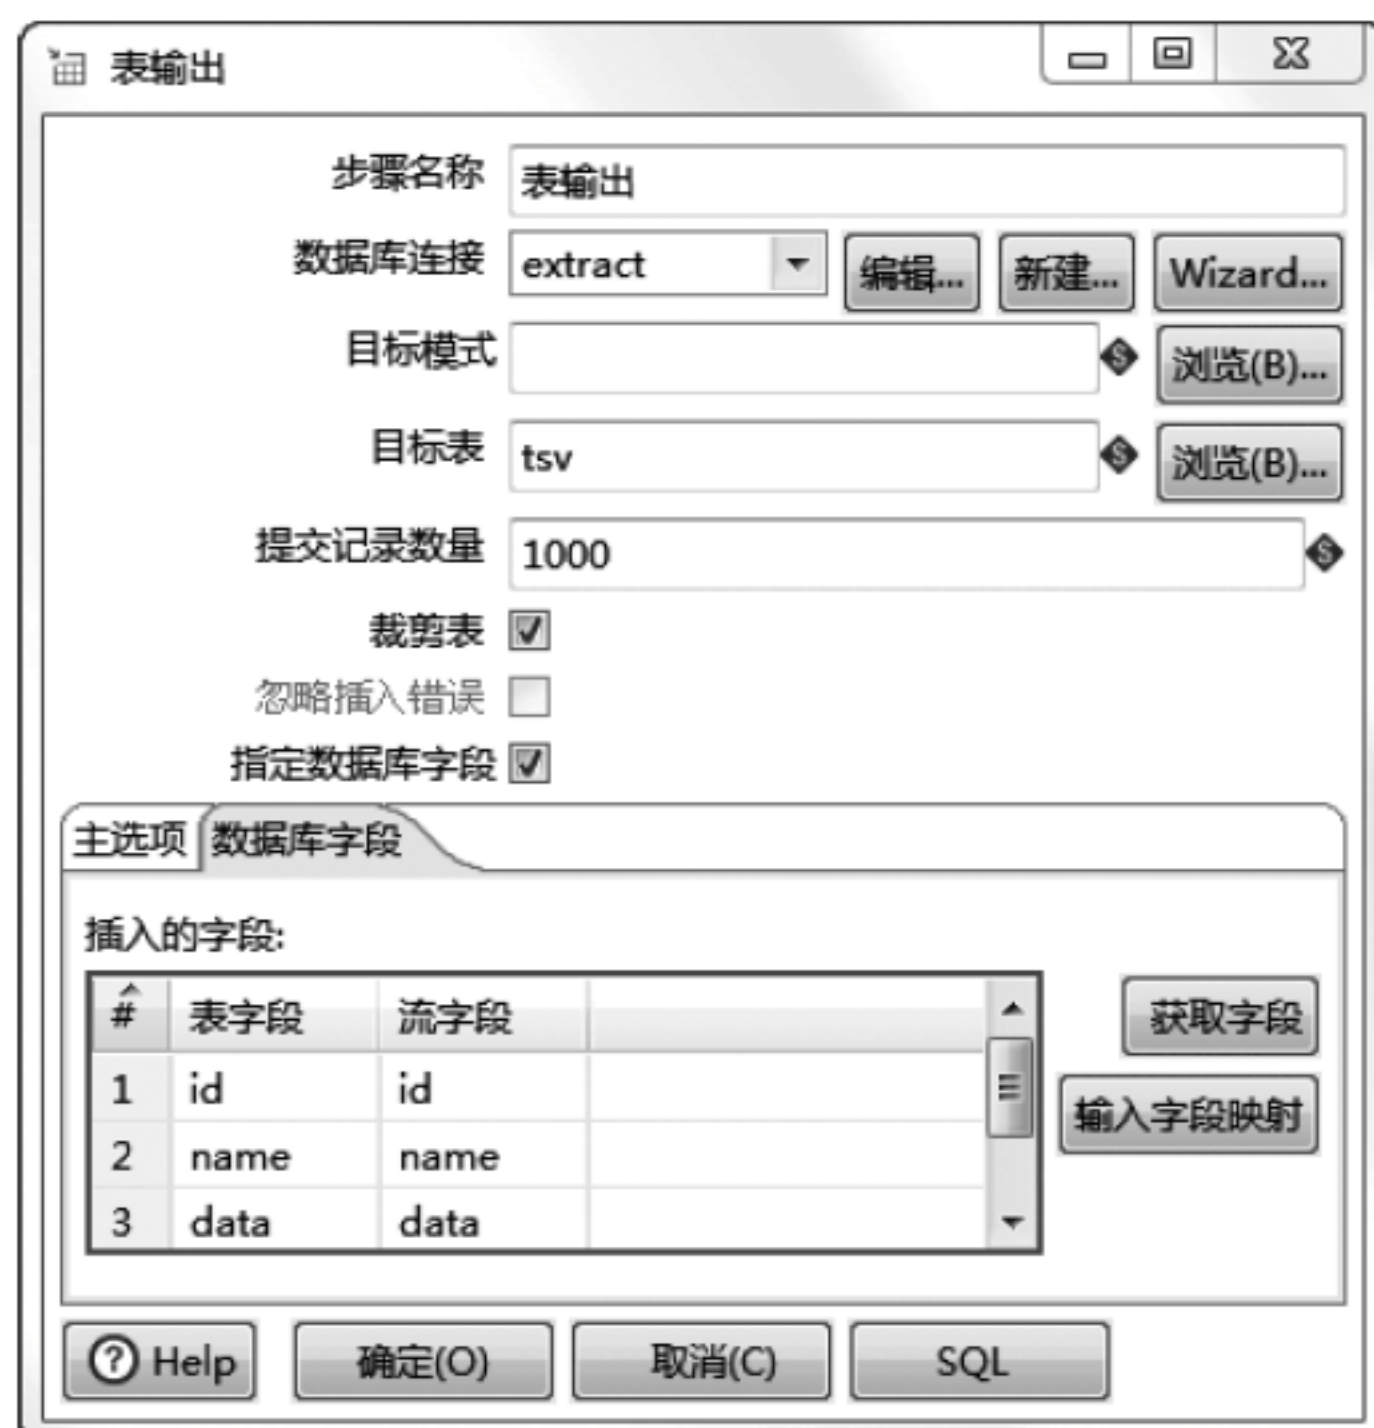 表输出
步骤名称 表输出
数据库连接 extract 编辑... 新建... Wizard...
目标模式 浏览(B)...
目标表 tsv 浏览(B)...
提交记录数量 1000
裁剪表
忽略插入错误
指定数据库字段
主选项 数据库字段
插入的字段:
# 表字段 流字段 获取字段
1 id id
输入字段映射
2 name name
3 data data
Help 确定(O) 取消(C) SQL